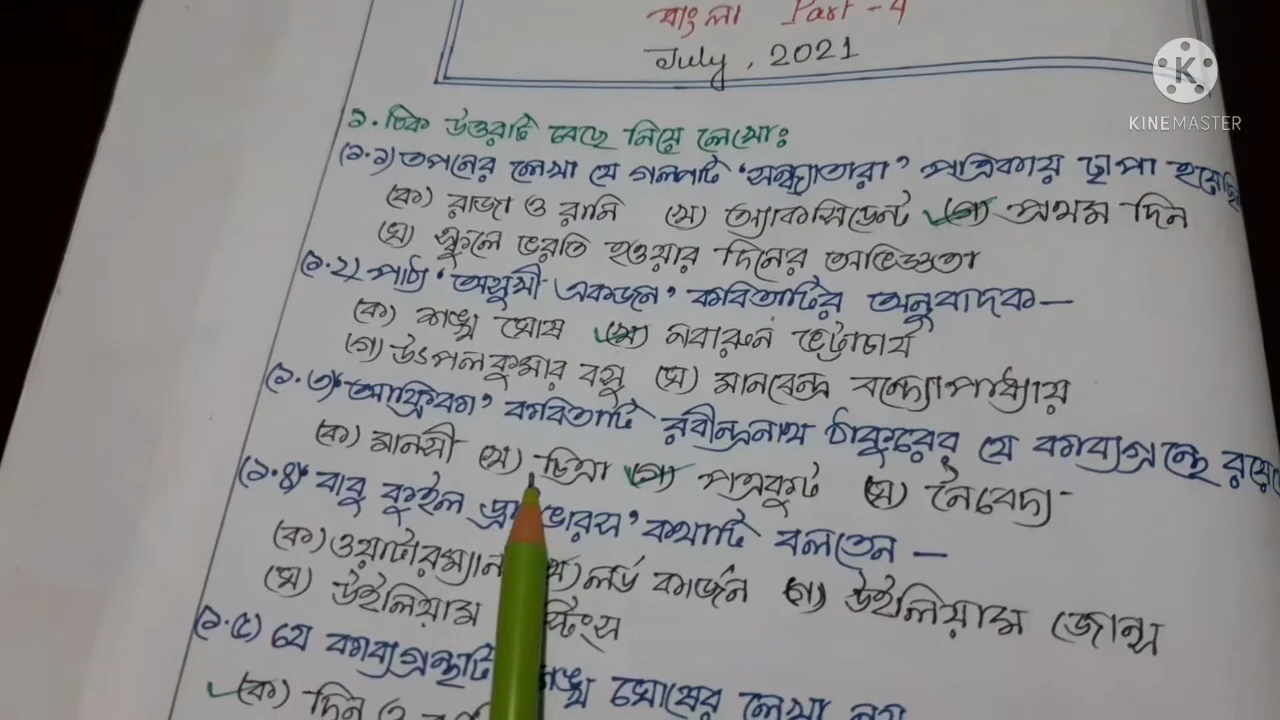 বাংলা Part - 4
July, 2021
KINEMASTER
১. ঠিক উত্তরটি বেছে নিয়ে লেখো:
(১.১) তপনের লেখা যে গল্পটি 'সন্ধ্যাতারা' পত্রিকায় ছাপা
(ক) রাজা ও রানি (খ) অ্যাকসিডেন্ট (গ) প্রথম দিন
(ঘ) স্কুলে ভরতি হওয়ার দিনের অভিজ্ঞতা
(১.২) পাঠ্য 'অসুখী একজন' কবিতাটির অনুবাদক—
(ক) শঙ্খ ঘোষ (খ) নবারুন ভট্টাচার্য
(গ) উৎপলকুমার বসু (ঘ) মানবেন্দ্র বন্দ্যোপাধ্যায়
(১.৩) 'আফ্রিকা' কবিতাটি রবীন্দ্রনাথ ঠাকুরের যে কাব্যগ্রন্থে
(ক) মানসী (খ) চিত্রা (গ) পত্রপুট (ঘ) নৈবেদ্য
(১.৪) 'বাবু কুইল ড্রাইভারস' কথাটি বলতেন —
(ক) ওয়াটারম্যান (খ) লর্ড কার্জন (গ) উইলিয়াম জোন্স
(ঘ) উইলিয়াম
(১.৫) যে কাব্যগ্রন্থটি শঙ্খ ঘোষের লেখা নয়
(ক) দিন ও